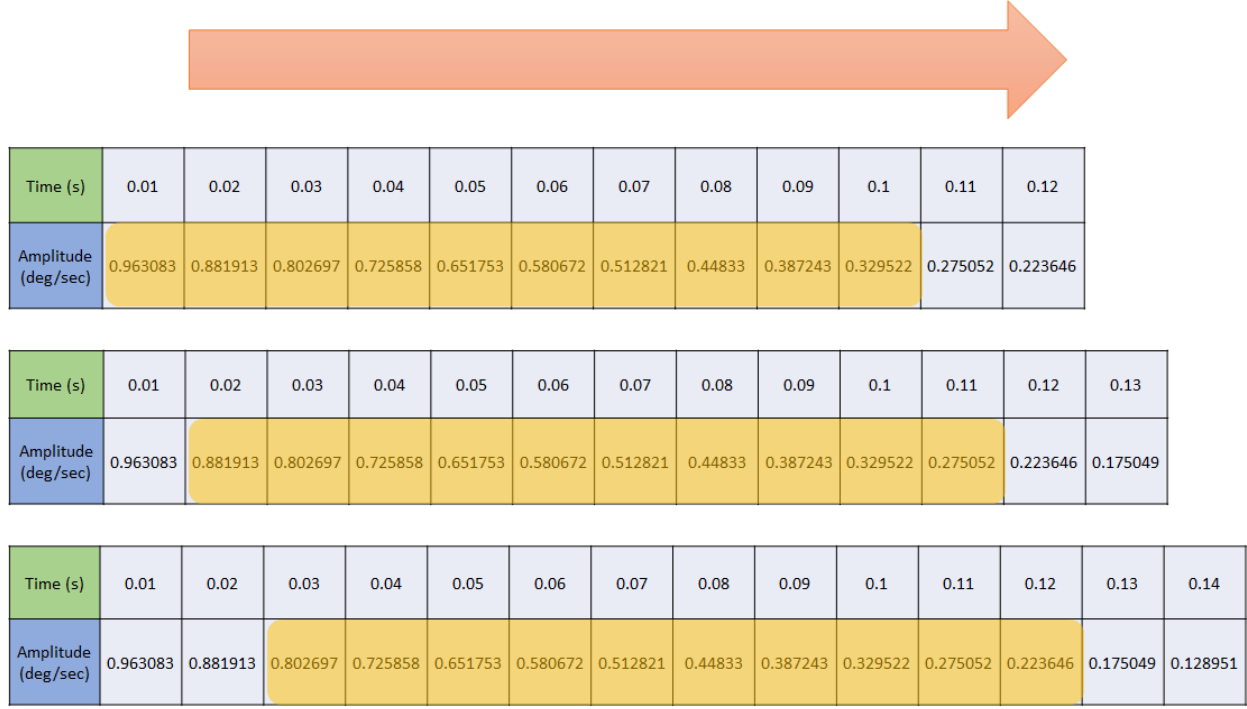 Time (s) 0.01 0.02 0.03 0.04 0.05 0.06 0.07 0.08 0.09 0.1 0.11 0.12
Amplitude (deg/sec) 0.963083 0.881913 0.802697 0.725858 0.651753 0.580672 0.512821 0.44833 0.387243 0.329522 0.275052 0.223646
Time (s) 0.01 0.02 0.03 0.04 0.05 0.06 0.07 0.08 0.09 0.1 0.11 0.12 0.13
Amplitude (deg/sec) 0.963083 0.881913 0.802697 0.725858 0.651753 0.580672 0.512821 0.44833 0.387243 0.329522 0.275052 0.223646 0.175049
Time (s) 0.01 0.02 0.03 0.04 0.05 0.06 0.07 0.08 0.09 0.1 0.11 0.12 0.13 0.14
Amplitude (deg/sec) 0.963083 0.881913 0.802697 0.725858 0.651753 0.580672 0.512821 0.44833 0.387243 0.329522 0.275052 0.223646 0.175049 0.128951